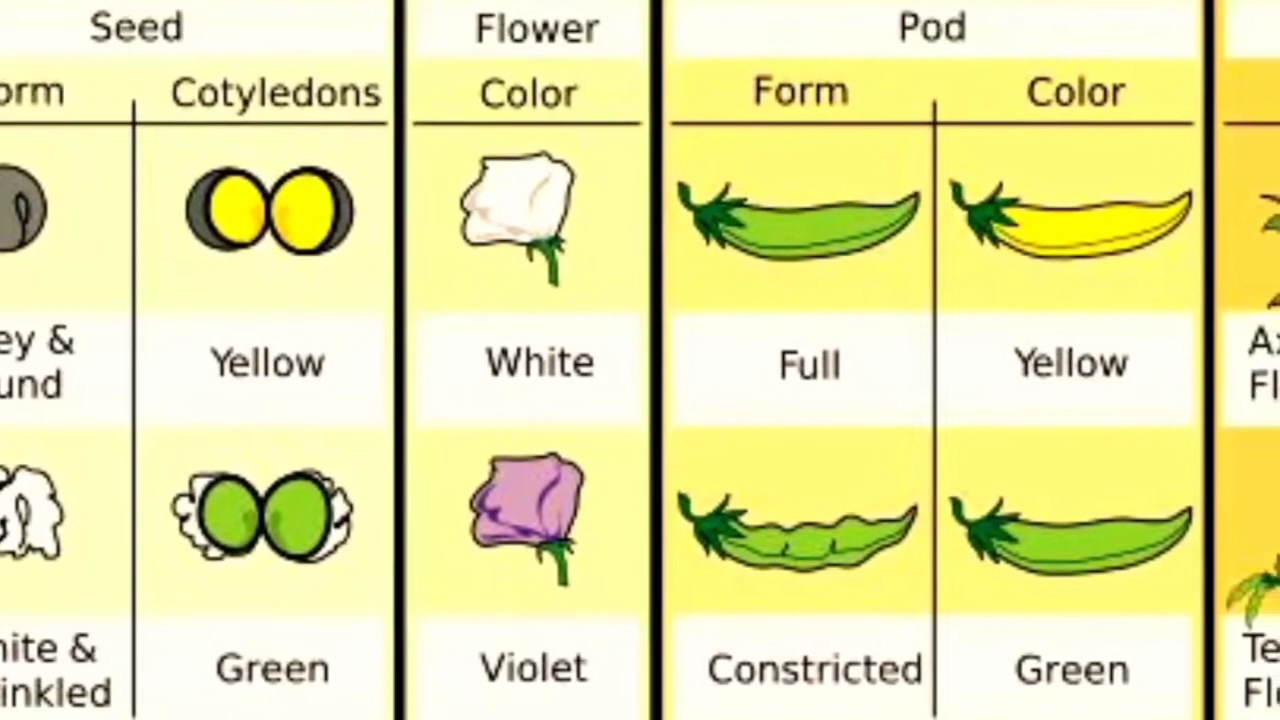 Seed Flower Pod
Cotyledons Color Form Color
Yellow White Full Yellow
Green Violet Constricted Green